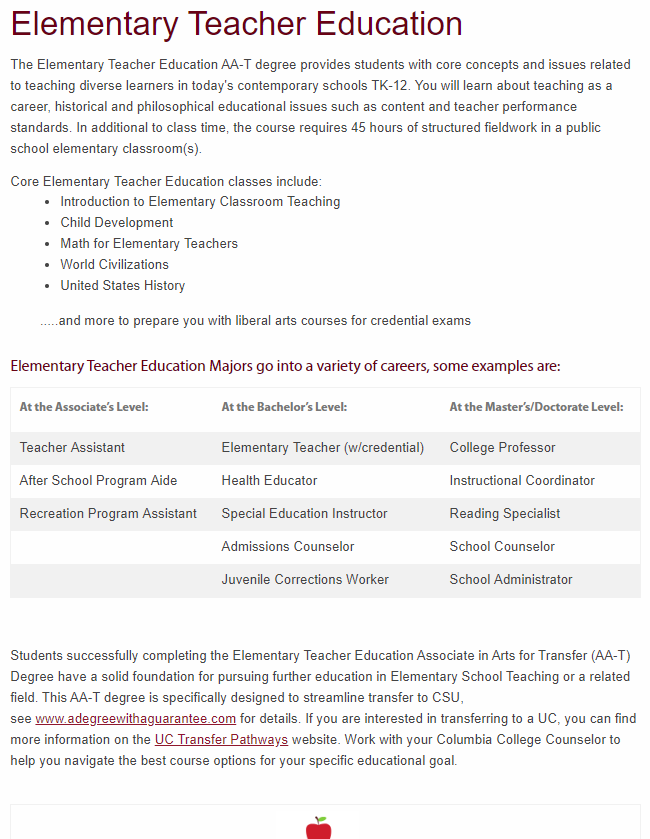 Elementary Teacher Education
The Elementary Teacher Education AA-T degree provides students with core concepts and issues related
to teaching diverse learners in today's contemporary schools TK-12. You will learn about teaching as a
career, historical and philosophical educational issues such as content and teacher performance
standards. In additional to class time, the course requires 45 hours of structured fieldwork in a public
school elementary classroom(s).
Core Elementary Teacher Education classes include:
• Introduction to Elementary Classroom Teaching
• Child Development
• Math for Elementary Teachers
• World Civilizations
• United States History
.....and more to prepare you with liberal arts courses for credential exams
Elementary Teacher Education Majors go into a variety of careers, some examples are:
At the Associate's Level: At the Bachelor's Level: At the Master's/Doctorate Level:
Teacher Assistant Elementary Teacher (w/credential) College Professor
After School Program Aide Health Educator Instructional Coordinator
Recreation Program Assistant Special Education Instructor Reading Specialist
Admissions Counselor School Counselor
Juvenile Corrections Worker School Administrator
Students successfully completing the Elementary Teacher Education Associate in Arts for Transfer (AA-T)
Degree have a solid foundation for pursuing further education in Elementary School Teaching or a related
field. This AA-T degree is specifically designed to streamline transfer to CSU,
see www.adegreewithaguarantee.com for details. If you are interested in transferring to a UC, you can find
more information on the UC Transfer Pathways website. Work with your Columbia College Counselor to
help you navigate the best course options for your specific educational goal.